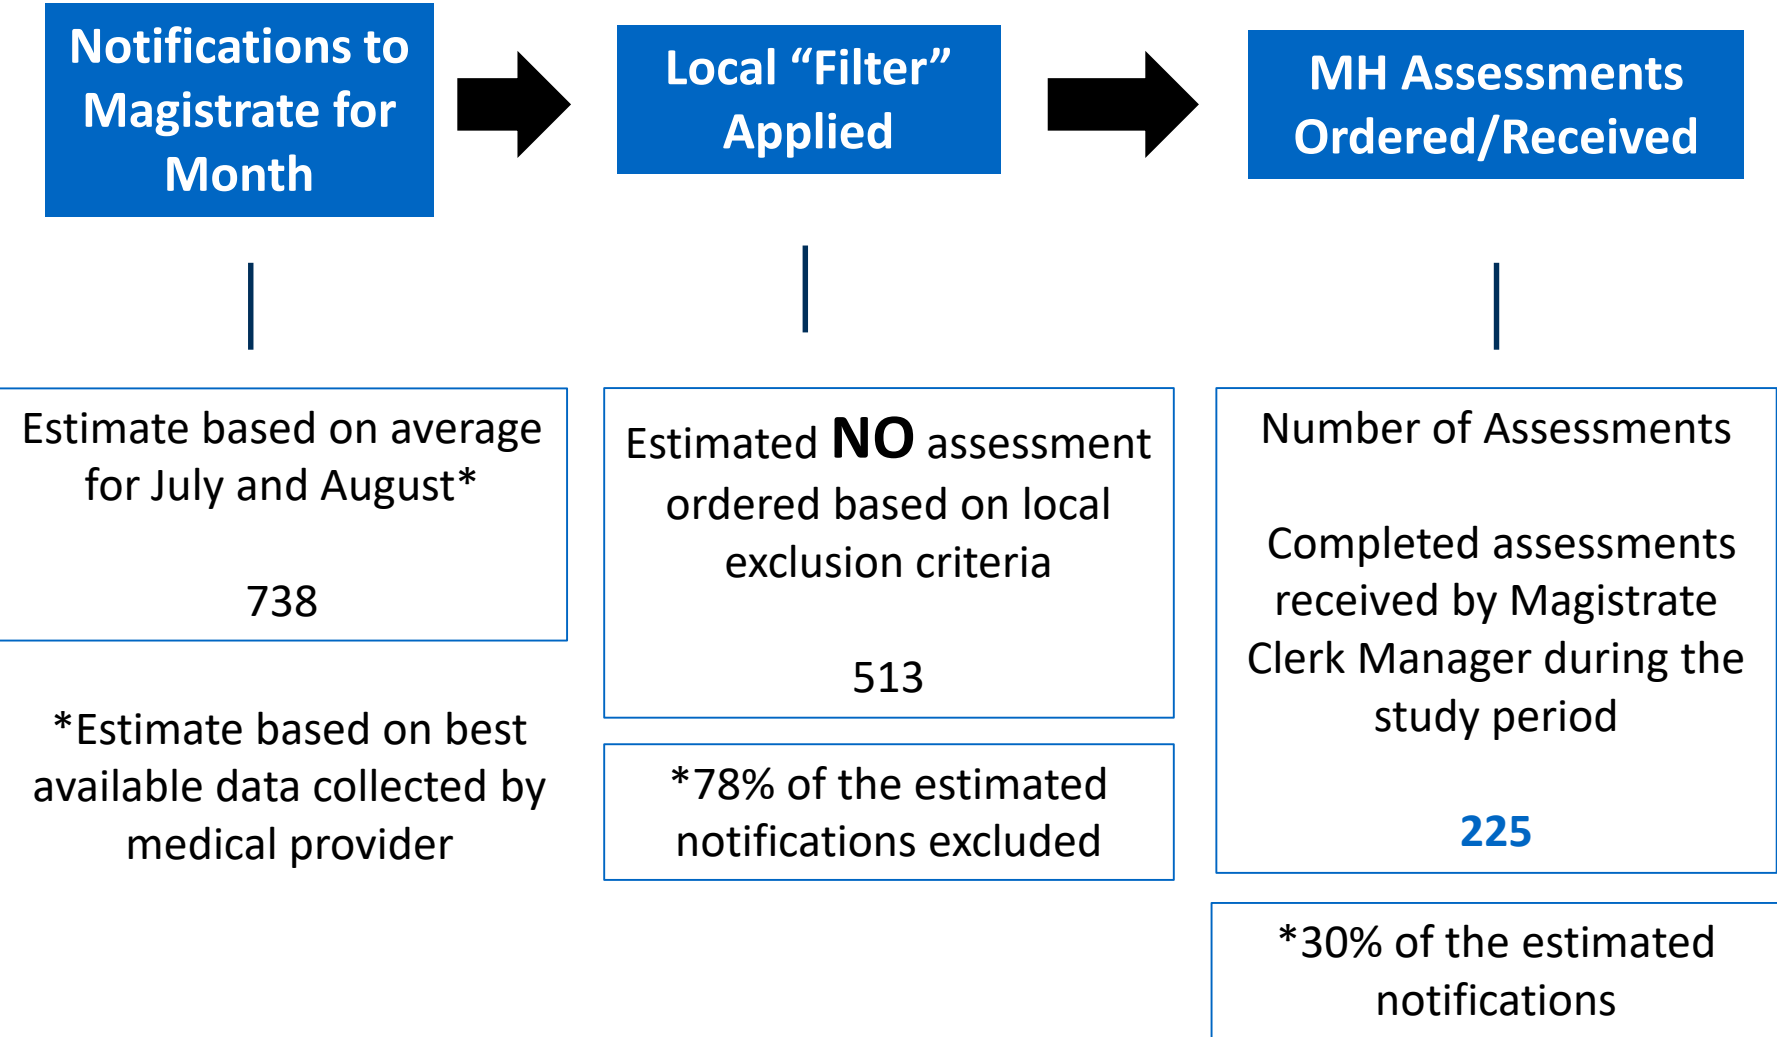 Notifications to
Magistrate for
Month
Local “Filter”
Applied
MH Assessments
Ordered/Received
Estimate based on average
for July and August*
738
*Estimate based on best
available data collected by
medical provider
Estimated NO assessment
ordered based on local
exclusion criteria
513
*78% of the estimated
notifications excluded
Number of Assessments
Completed assessments
received by Magistrate
Clerk Manager during the
study period
225
*30% of the estimated
notifications